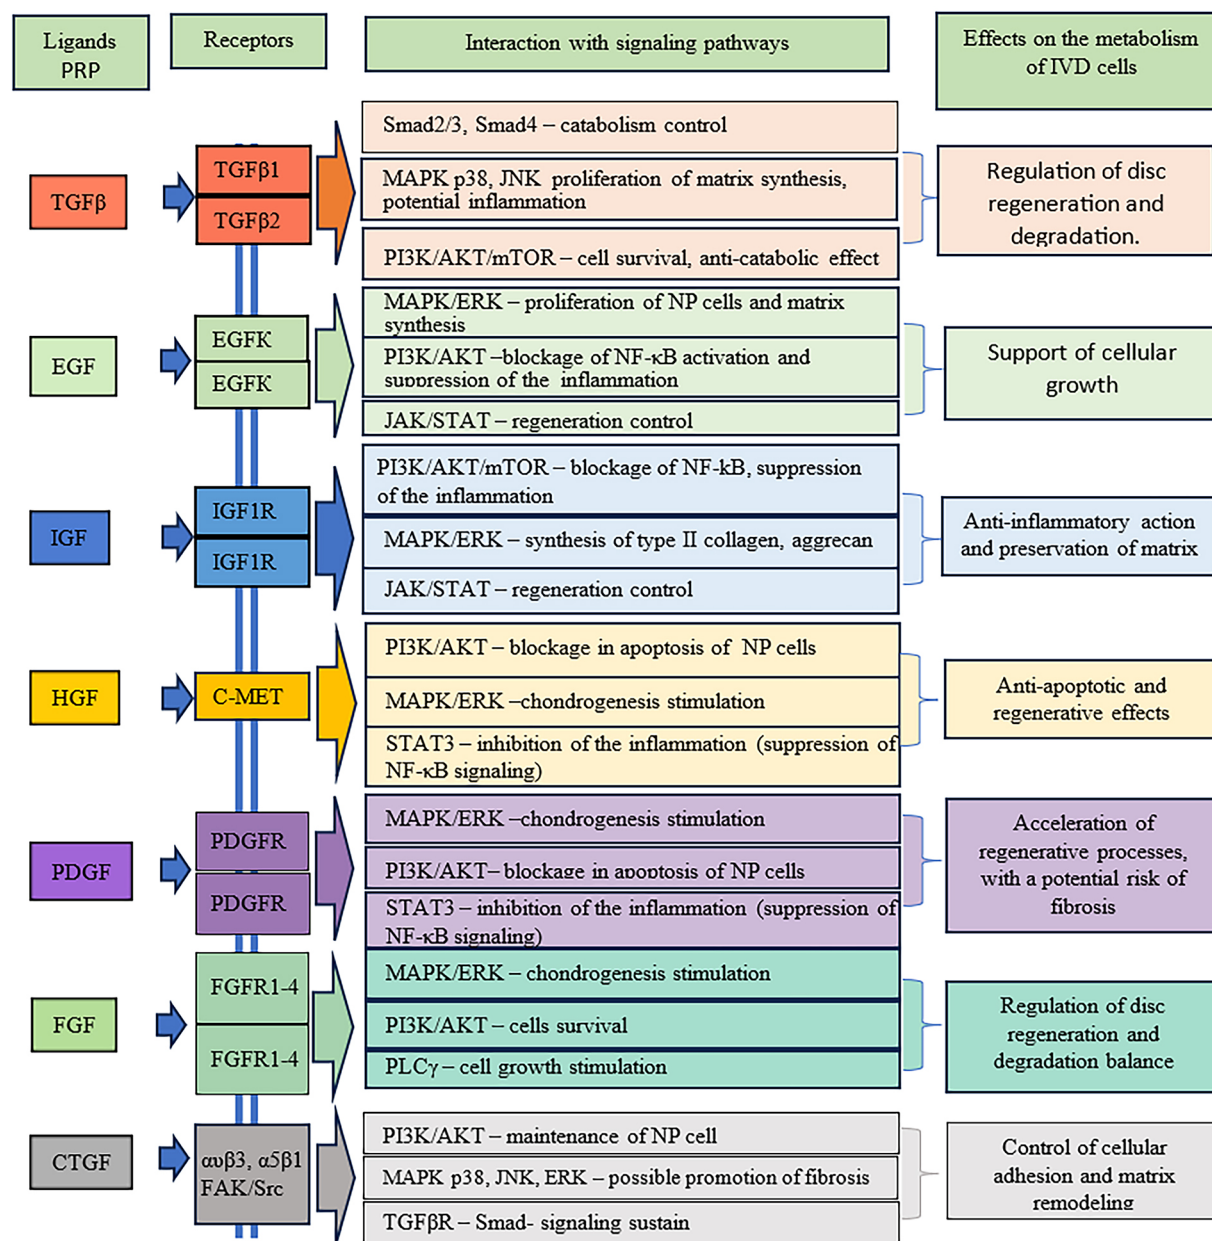 Ligands
PRP
Receptors
Interaction with signaling pathways
Effects on the metabolism
of IVD cells
TGFβ
TGFβ1
TGFβ2
Smad2/3, Smad4 – catabolism control
MAPK p38, JNK proliferation of matrix synthesis,
potential inflammation
PI3K/AKT/mTOR – cell survival, anti-catabolic effect
Regulation of disc
regeneration and
degradation.
EGF
EGFK
EGFK
MAPK/ERK – proliferation of NP cells and matrix
synthesis
PI3K/AKT –blockage of NF-κB activation and
suppression of the inflammation
JAK/STAT – regeneration control
Support of cellular
growth
IGF
IGF1R
IGF1R
PI3K/AKT/mTOR – blockage of NF-kB, suppression
of the inflammation
MAPK/ERK – synthesis of type II collagen, aggrecan
JAK/STAT – regeneration control
Anti-inflammatory action
and preservation of matrix
HGF
C-MET
PI3K/AKT – blockage in apoptosis of NP cells
MAPK/ERK –chondrogenesis stimulation
STAT3 – inhibition of the inflammation (suppression of
NF-κB signaling)
Anti-apoptotic and
regenerative effects
PDGF
PDGFR
PDGFR
MAPK/ERK –chondrogenesis stimulation
PI3K/AKT– blockage in apoptosis of NP cells
STAT3 – inhibition of the inflammation (suppression of
NF-κB signaling)
Acceleration of
regenerative processes,
with a potential risk of
fibrosis
FGF
FGFR1-4
FGFR1-4
MAPK/ERK – chondrogenesis stimulation
PI3K/AKT – cells survival
PLCγ – cell growth stimulation
Regulation of disc
regeneration and
degradation balance
CTGF
αυβ3, α5β1
FAK/Src
PI3K/AKT – maintenance of NP cell
MAPK p38, JNK, ERK – possible promotion of fibrosis
TGFβR – Smad- signaling sustain
Control of cellular
adhesion and matrix
remodeling